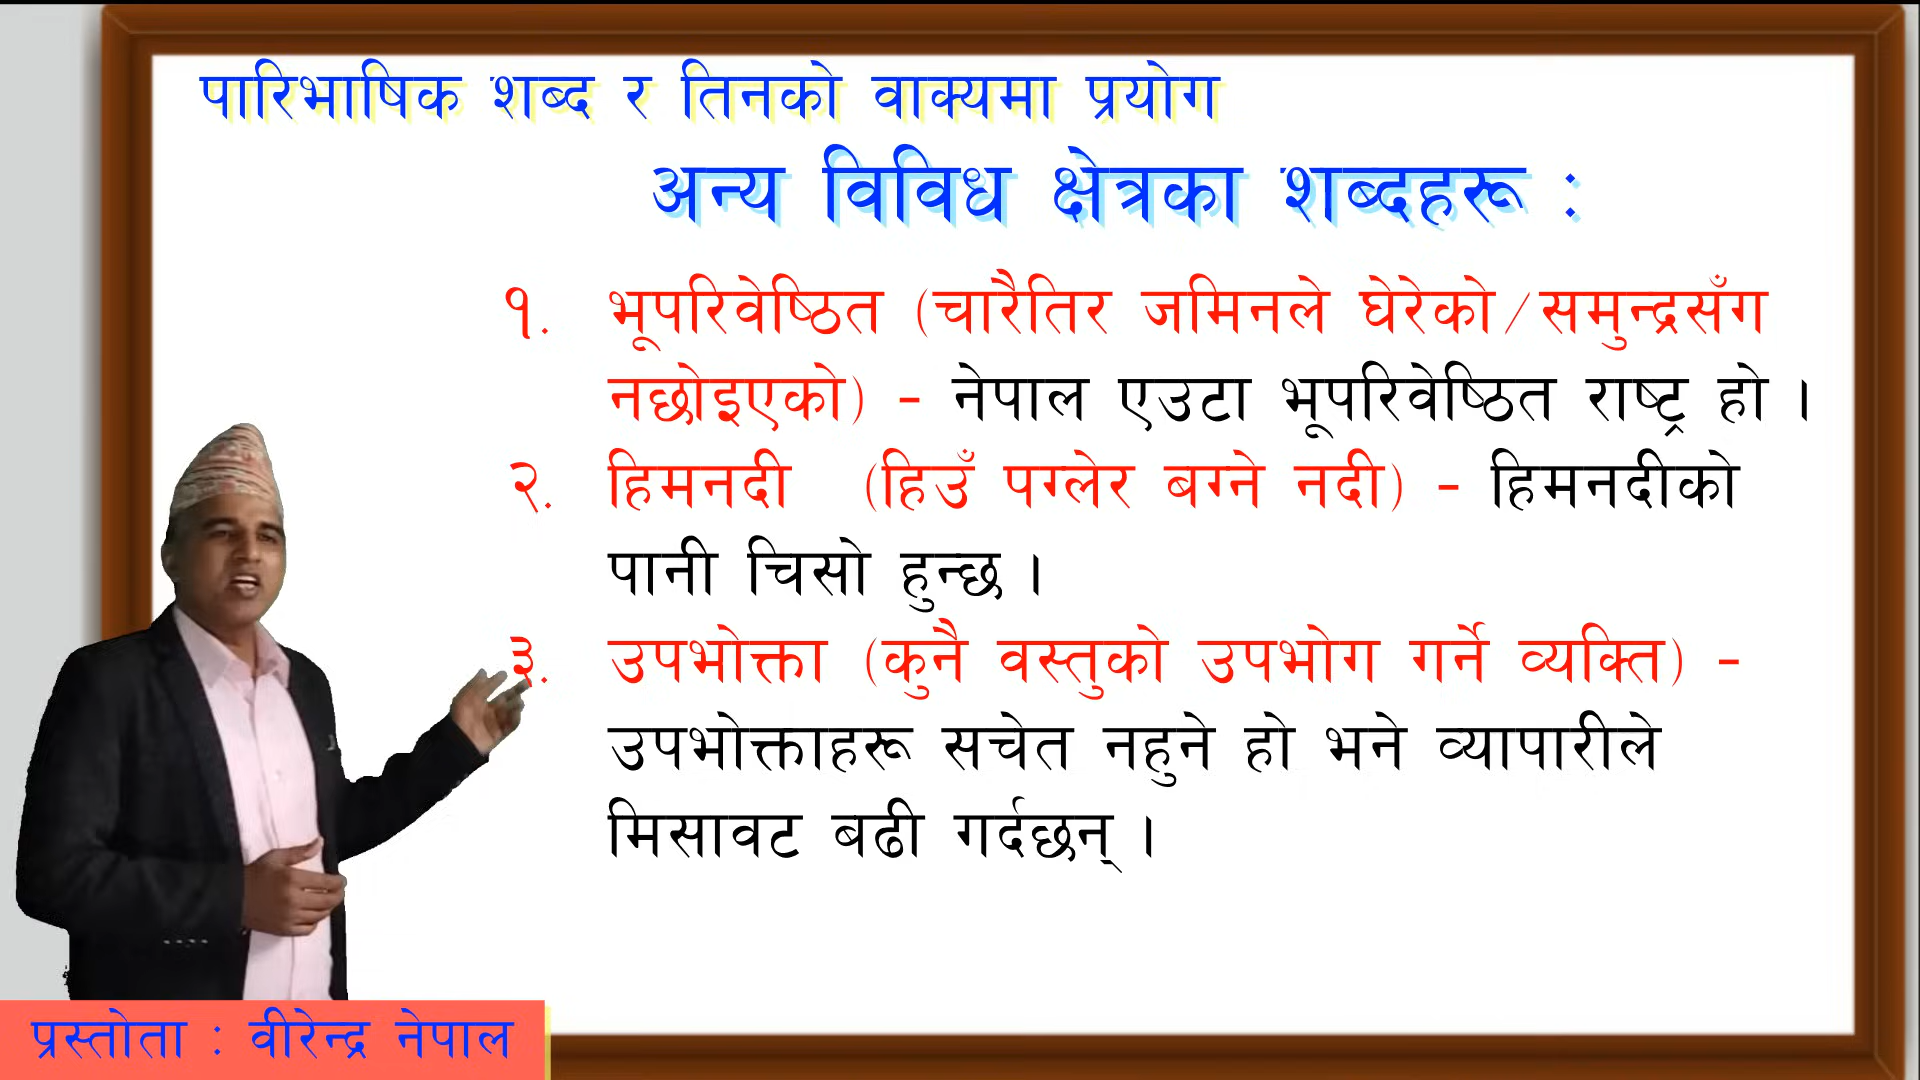 पारिभाषिक शब्द र तिनको वाक्यमा प्रयोग
अन्य विविध क्षेत्रका शब्दहरू :
१. भूपरिवेष्ठित (चारैतिर जमिनले घेरेको/समुन्द्रसँग
नछोइएको) - नेपाल एउटा भूपरिवेष्ठित राष्ट्र हो ।
२. हिमनदी (हिउँ पग्लेर बग्ने नदी) - हिमनदीको
पानी चिसो हुन्छ ।
३. उपभोक्ता (कुनै वस्तुको उपभोग गर्ने व्यक्ति) -
उपभोक्ताहरू सचेत नहुने हो भने व्यापारीले
मिसावट बढी गर्दछन् ।
प्रस्तोता : वीरेन्द्र नेपाल